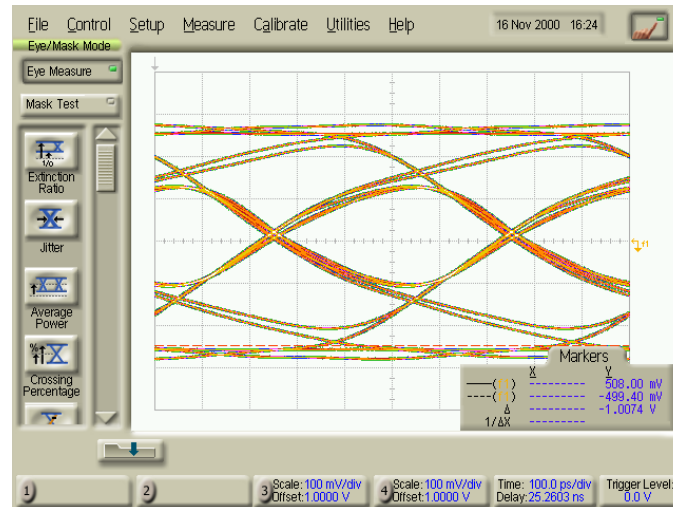 File Control Setup Measure Calibrate Utilities Help 16 Nov 2000 16:24
Eye/Mask Mode
Eye Measure
Mask Test
1/0
Extinction
Ratio
Jitter
Average
Power
%
Crossing
Percentage
f1
Markers
X Y
——( ) --------- 508.00 mV
----( ) --------- -499.40 mV
Δ --------- -1.0074 V
1/ΔX ---------
1) 2) 3) Scale: 100 mV/div 4) Scale: 100 mV/div Time: 100.0 ps/div Trigger Level:
Offset: 1.0000 V Offset: 1.0000 V Delay: 25.2603 ns 0.0 V